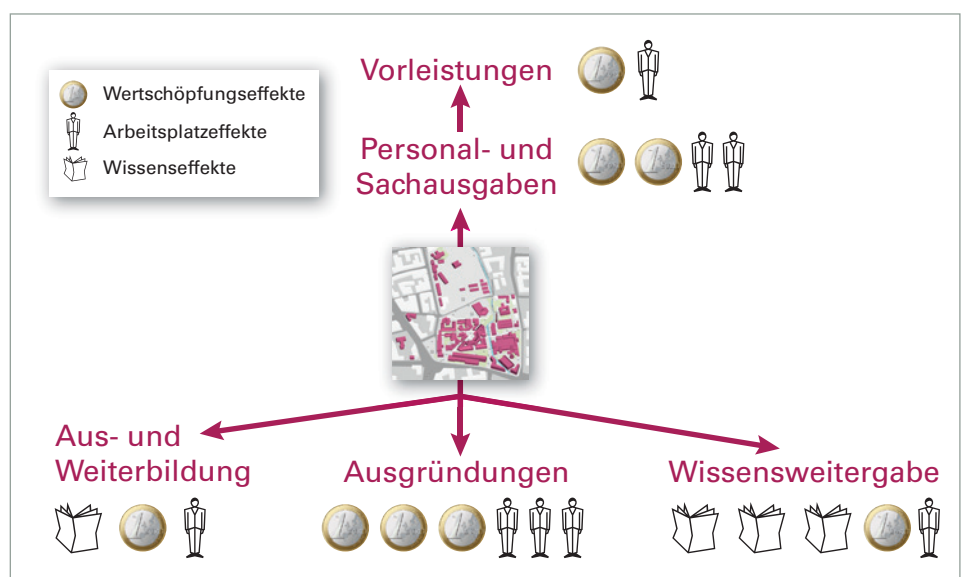 Vorleistungen
Wertschöpfungseffekte
Arbeitsplatzeffekte
Wissenseffekte
Personal- und
Sachausgaben
Aus- und
Weiterbildung
Ausgründungen
Wissensweitergabe